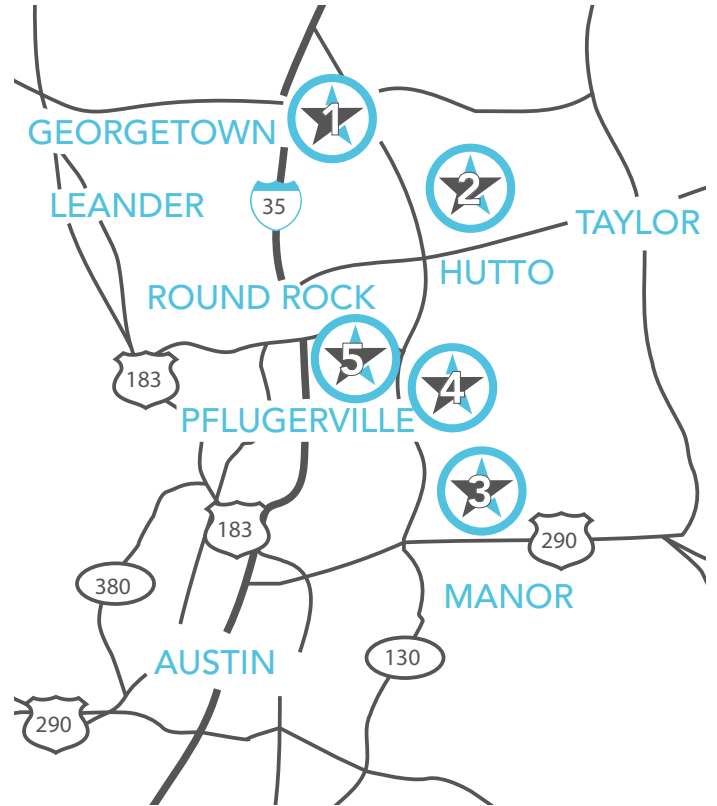 1
GEORGETOWN
2
LEANDER
35
TAYLOR
HUTTO
ROUND ROCK
5
183
4
PFLUGERVILLE
3
183
290
380
MANOR
130
AUSTIN
290